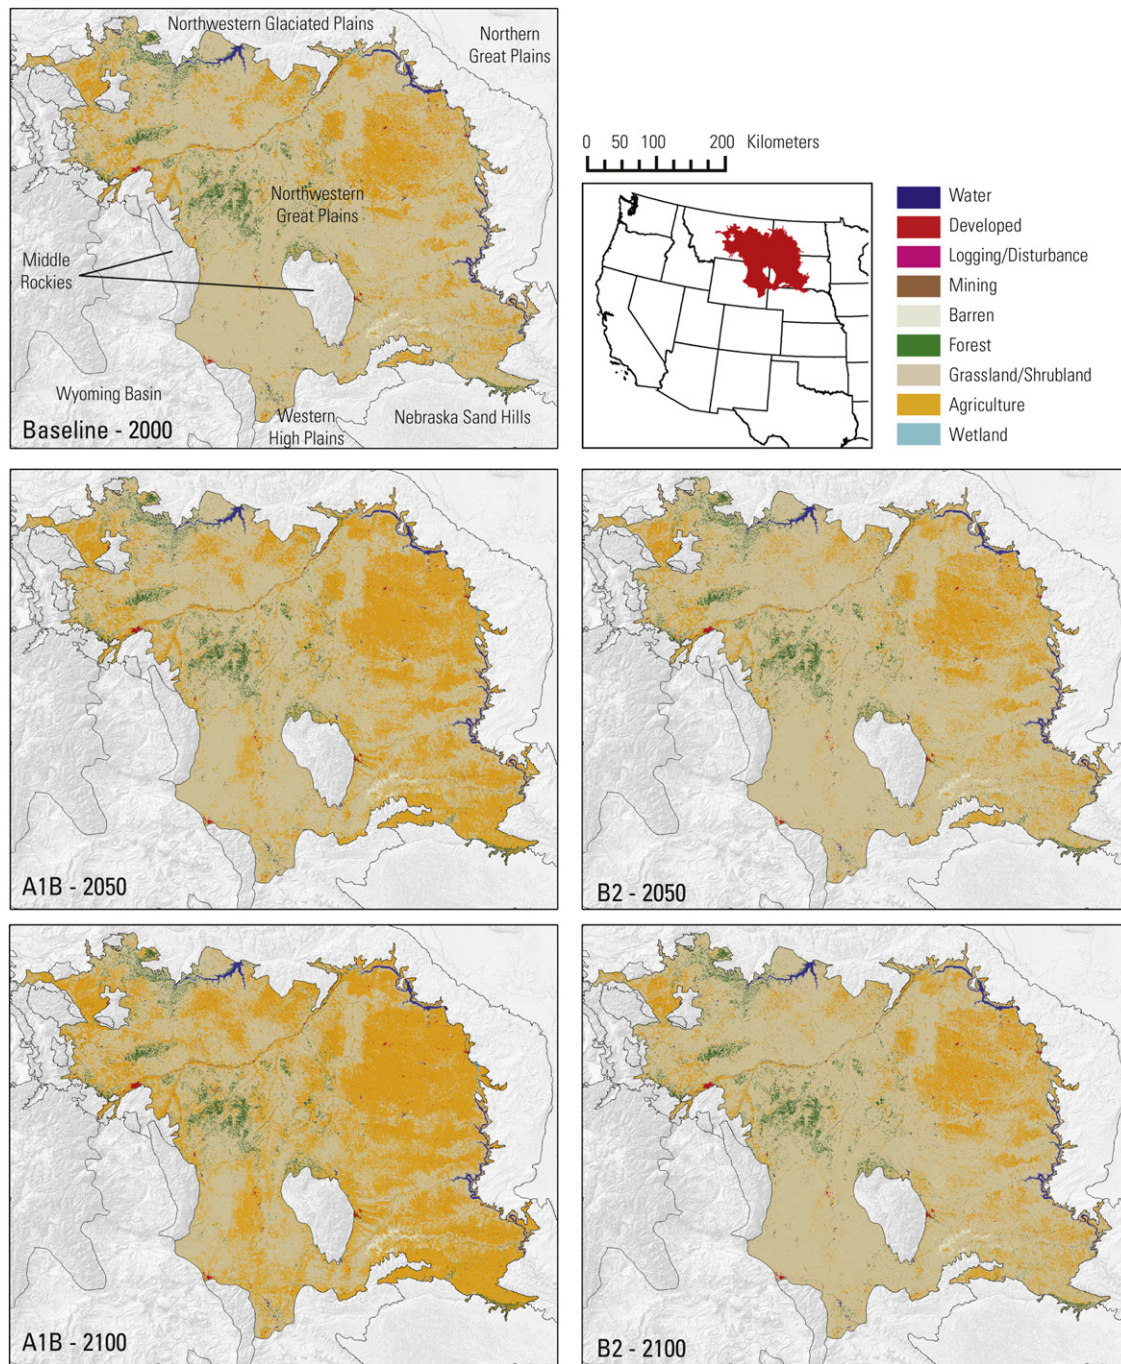 Northwestern Glaciated Plains
Northern
Great Plains
Northwestern
Great Plains
Middle
Rockies
Wyoming Basin
Western
High Plains
Nebraska Sand Hills
Baseline - 2000
0 50 100 200 Kilometers
Water
Developed
Logging/Disturbance
Mining
Barren
Forest
Grassland/Shrubland
Agriculture
Wetland
A1B - 2050
B2 - 2050
A1B - 2100
B2 - 2100